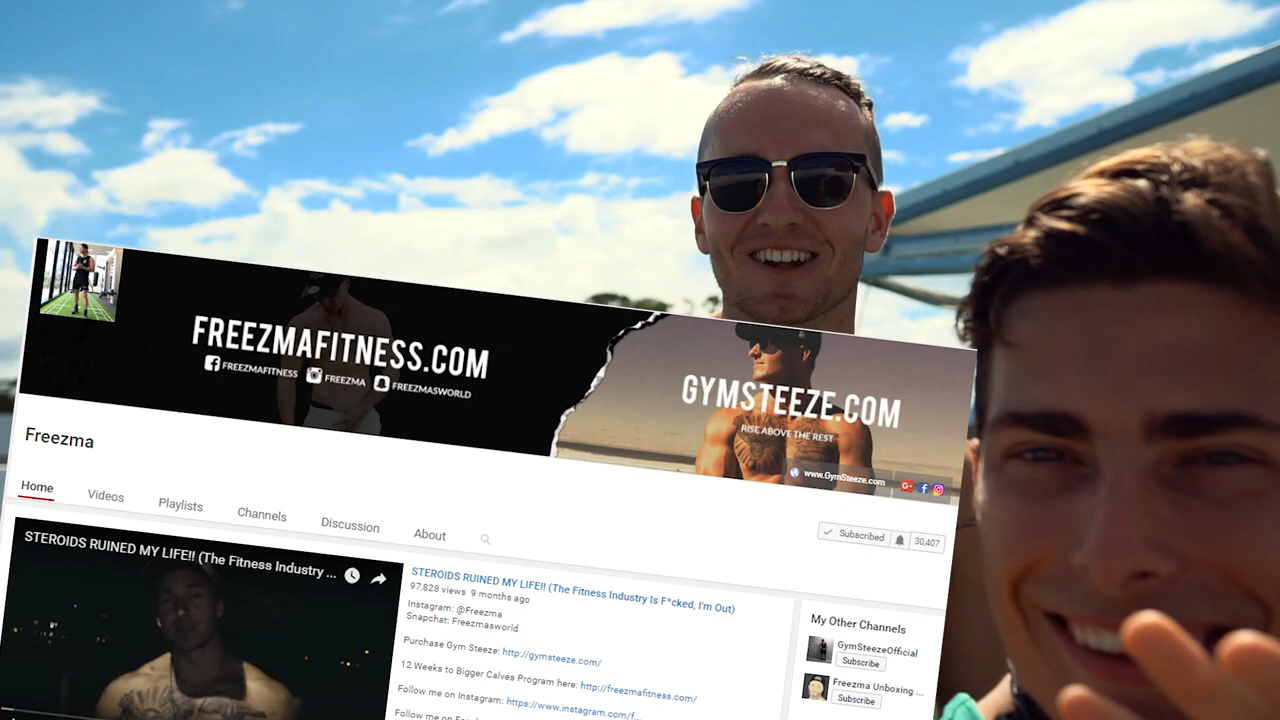 FREEZMAFITNESS.COM
FREEZMAFITNESS FREEZMA FREEZMASWORLD
GYMSTEEZE.COM
RISE ABOVE THE REST
www.GymSteeze.com
Freezma
Subscribed 30,407
Home Videos Playlists Channels Discussion About
STEROIDS RUINED MY LIFE!! (The Fitness Industry ...
STEROIDS RUINED MY LIFE!! (The Fitness Industry Is F*cked, I'm Out)
97,828 views 9 months ago
Instagram: @Freezma
Snapchat: Freezmasworld
Purchase Gym Steeze: http://gymsteeze.com/
12 Weeks to Bigger Calves Program here: http://freezmafitness.com/
Follow me on Instagram: https://www.instagram.com/f...
My Other Channels
GymSteezeOfficial
Subscribe
Freezma Unboxing ...
Subscribe